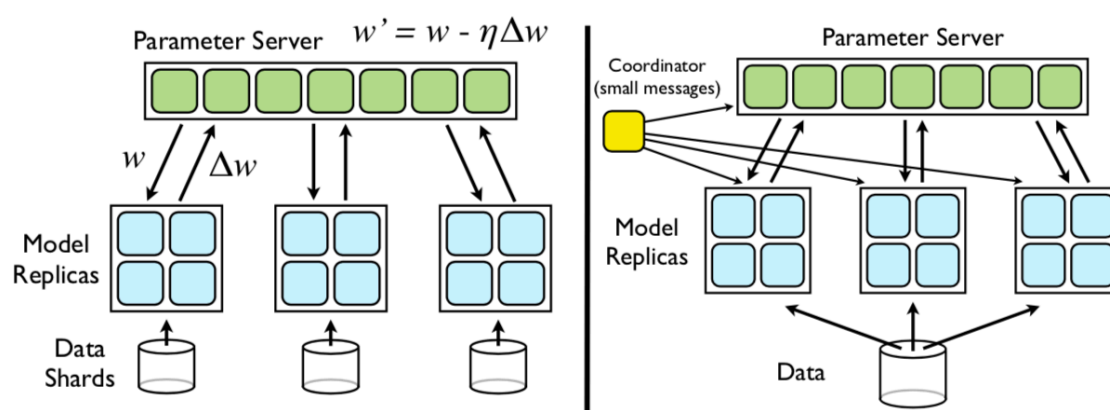 Parameter Server
w' = w - ηΔw
w
Δw
Model
Replicas
Data
Shards
Parameter Server
Coordinator
(small messages)
Model
Replicas
Data